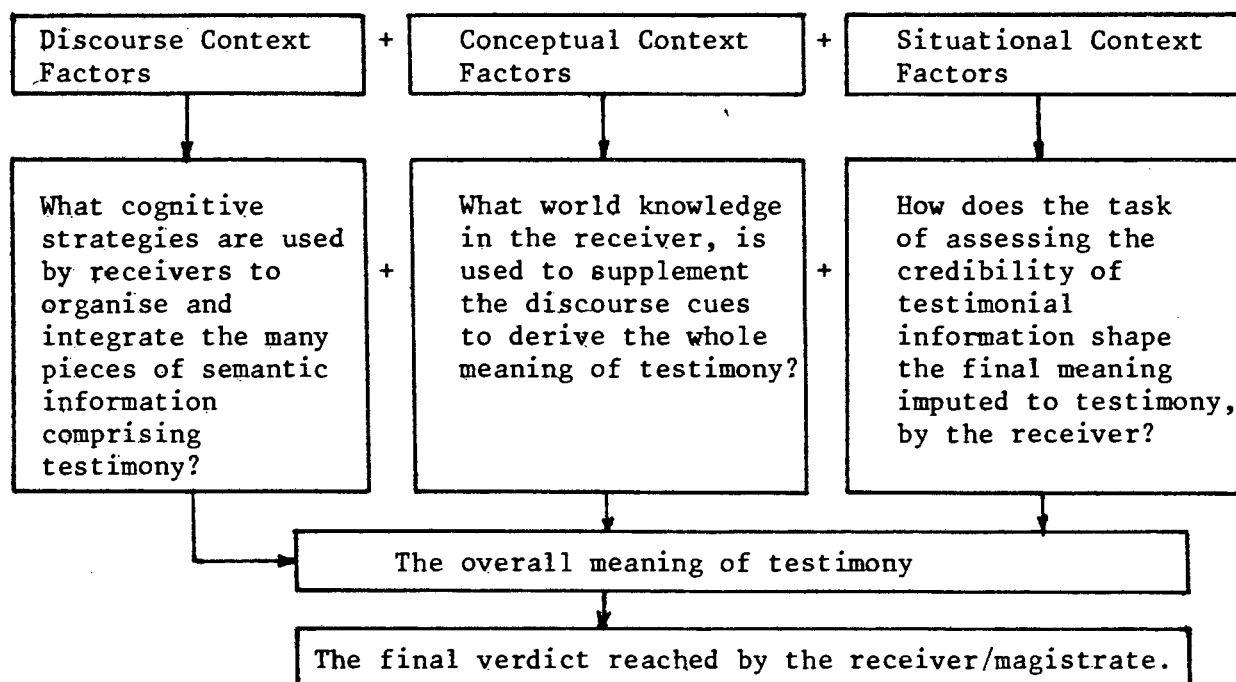 Discourse Context
Factors
+
Conceptual Context
Factors
+
Situational Context
Factors
What cognitive
strategies are used
by receivers to
organise and
integrate the many
pieces of semantic
information
comprising
testimony?
+
What world knowledge
in the receiver, is
used to supplement
the discourse cues
to derive the whole
meaning of testimony?
+
How does the task
of assessing the
credibility of
testimonial
information shape
the final meaning
imputed to testimony,
by the receiver?
The overall meaning of testimony
The final verdict reached by the receiver/magistrate.